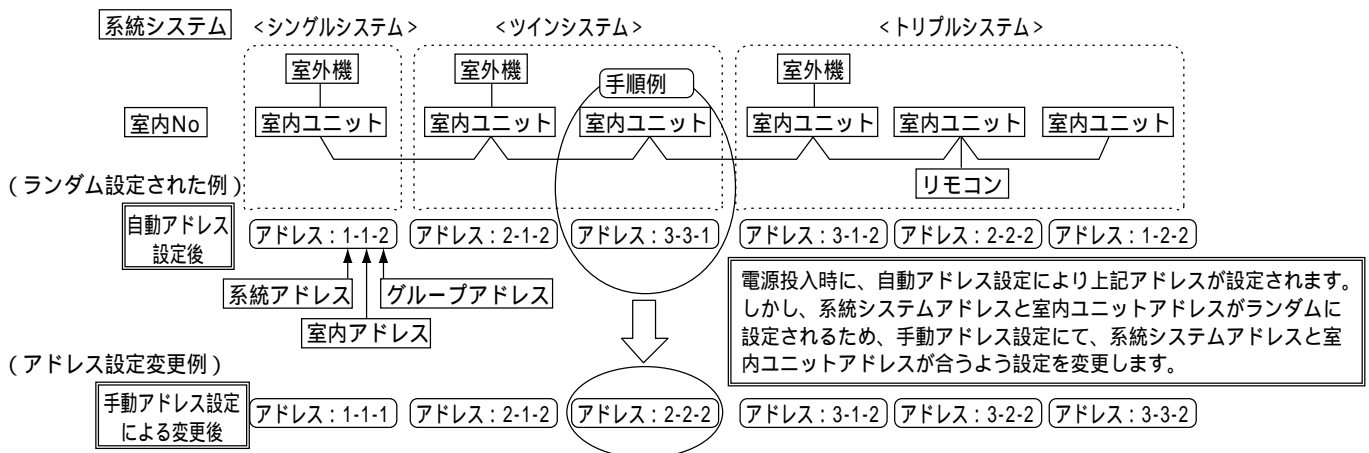 系統システム <シングルシステム> <ツインシステム> <トリプルシステム>
室外機 室外機 手順例 室外機
室内No 室内ユニット 室内ユニット 室内ユニット 室内ユニット 室内ユニット 室内ユニット
(ランダム設定された例) リモコン
自動アドレス
設定後
アドレス:1-1-2 アドレス:2-1-2 アドレス:3-3-1 アドレス:3-1-2 アドレス:2-2-2 アドレス:1-2-2
系統アドレス グループアドレス
室内アドレス
電源投入時に、自動アドレス設定により上記アドレスが設定されます。
しかし、系統システムアドレスと室内ユニットアドレスがランダムに
設定されるため、手動アドレス設定にて、系統システムアドレスと室
内ユニットアドレスが合うよう設定を変更します。
(アドレス設定変更例)
手動アドレス設定
による変更後
アドレス:1-1-1 アドレス:2-1-2 アドレス:2-2-2 アドレス:3-1-2 アドレス:3-2-2 アドレス:3-3-2